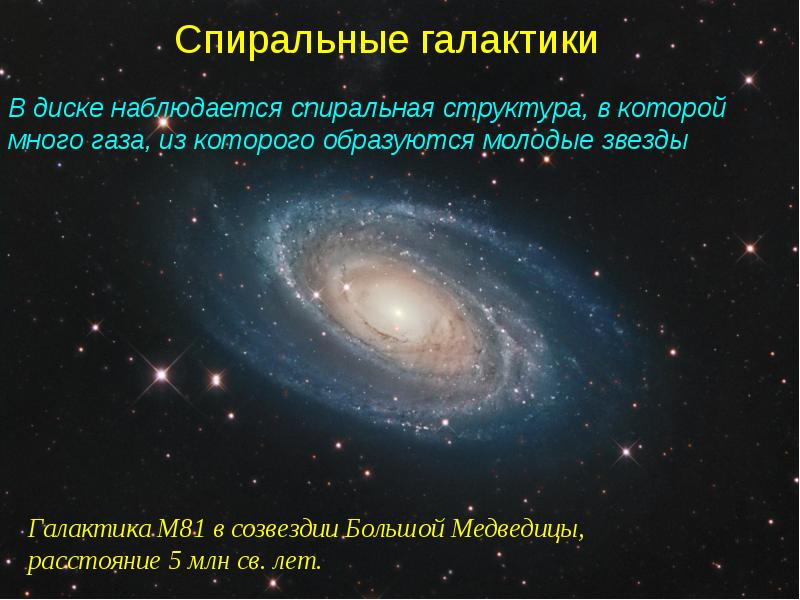 Спиральные галактики
В диске наблюдается спиральная структура, в которой
много газа, из которого образуются молодые звезды
Галактика М81 в созвездии Большой Медведицы,
расстояние 5 млн св. лет.